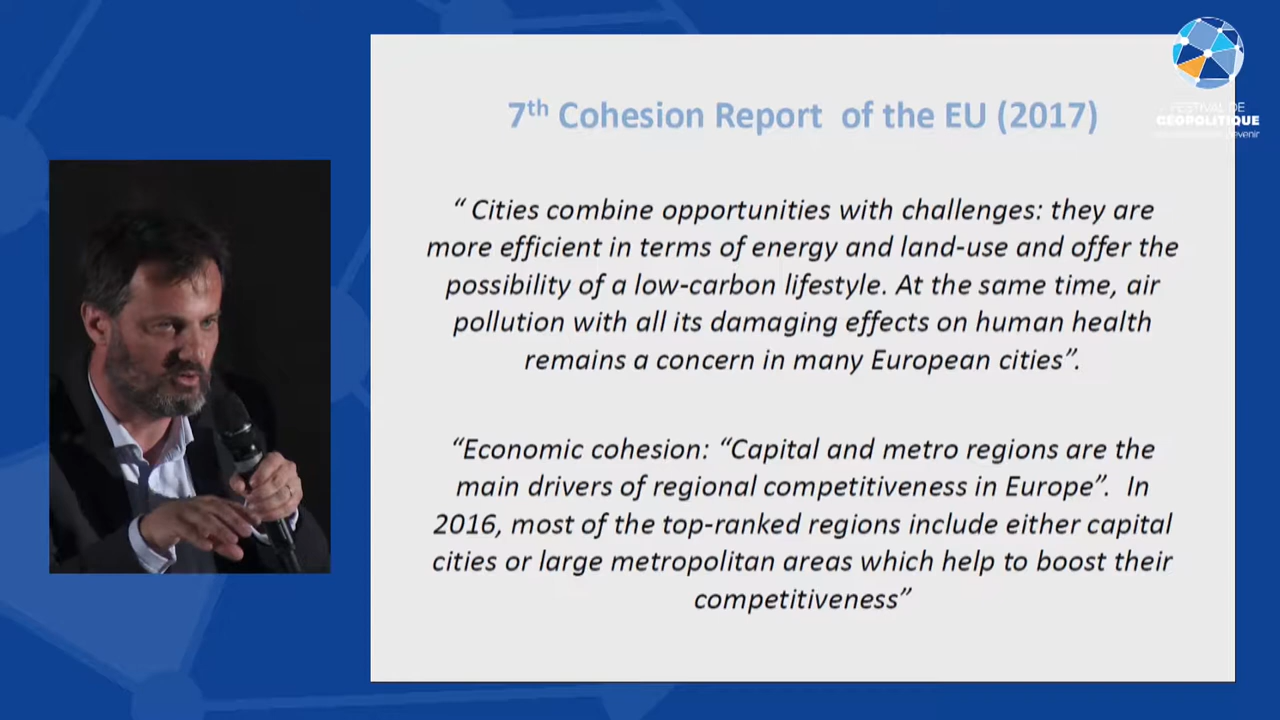 7th Cohesion Report of the EU (2017)
“ Cities combine opportunities with challenges: they are
more efficient in terms of energy and land-use and offer the
possibility of a low-carbon lifestyle. At the same time, air
pollution with all its damaging effects on human health
remains a concern in many European cities”.
“Economic cohesion: “Capital and metro regions are the
main drivers of regional competitiveness in Europe”. In
2016, most of the top-ranked regions include either capital
cities or large metropolitan areas which help to boost their
competitiveness”
FESTIVAL DE
GÉOPOLITIQUE